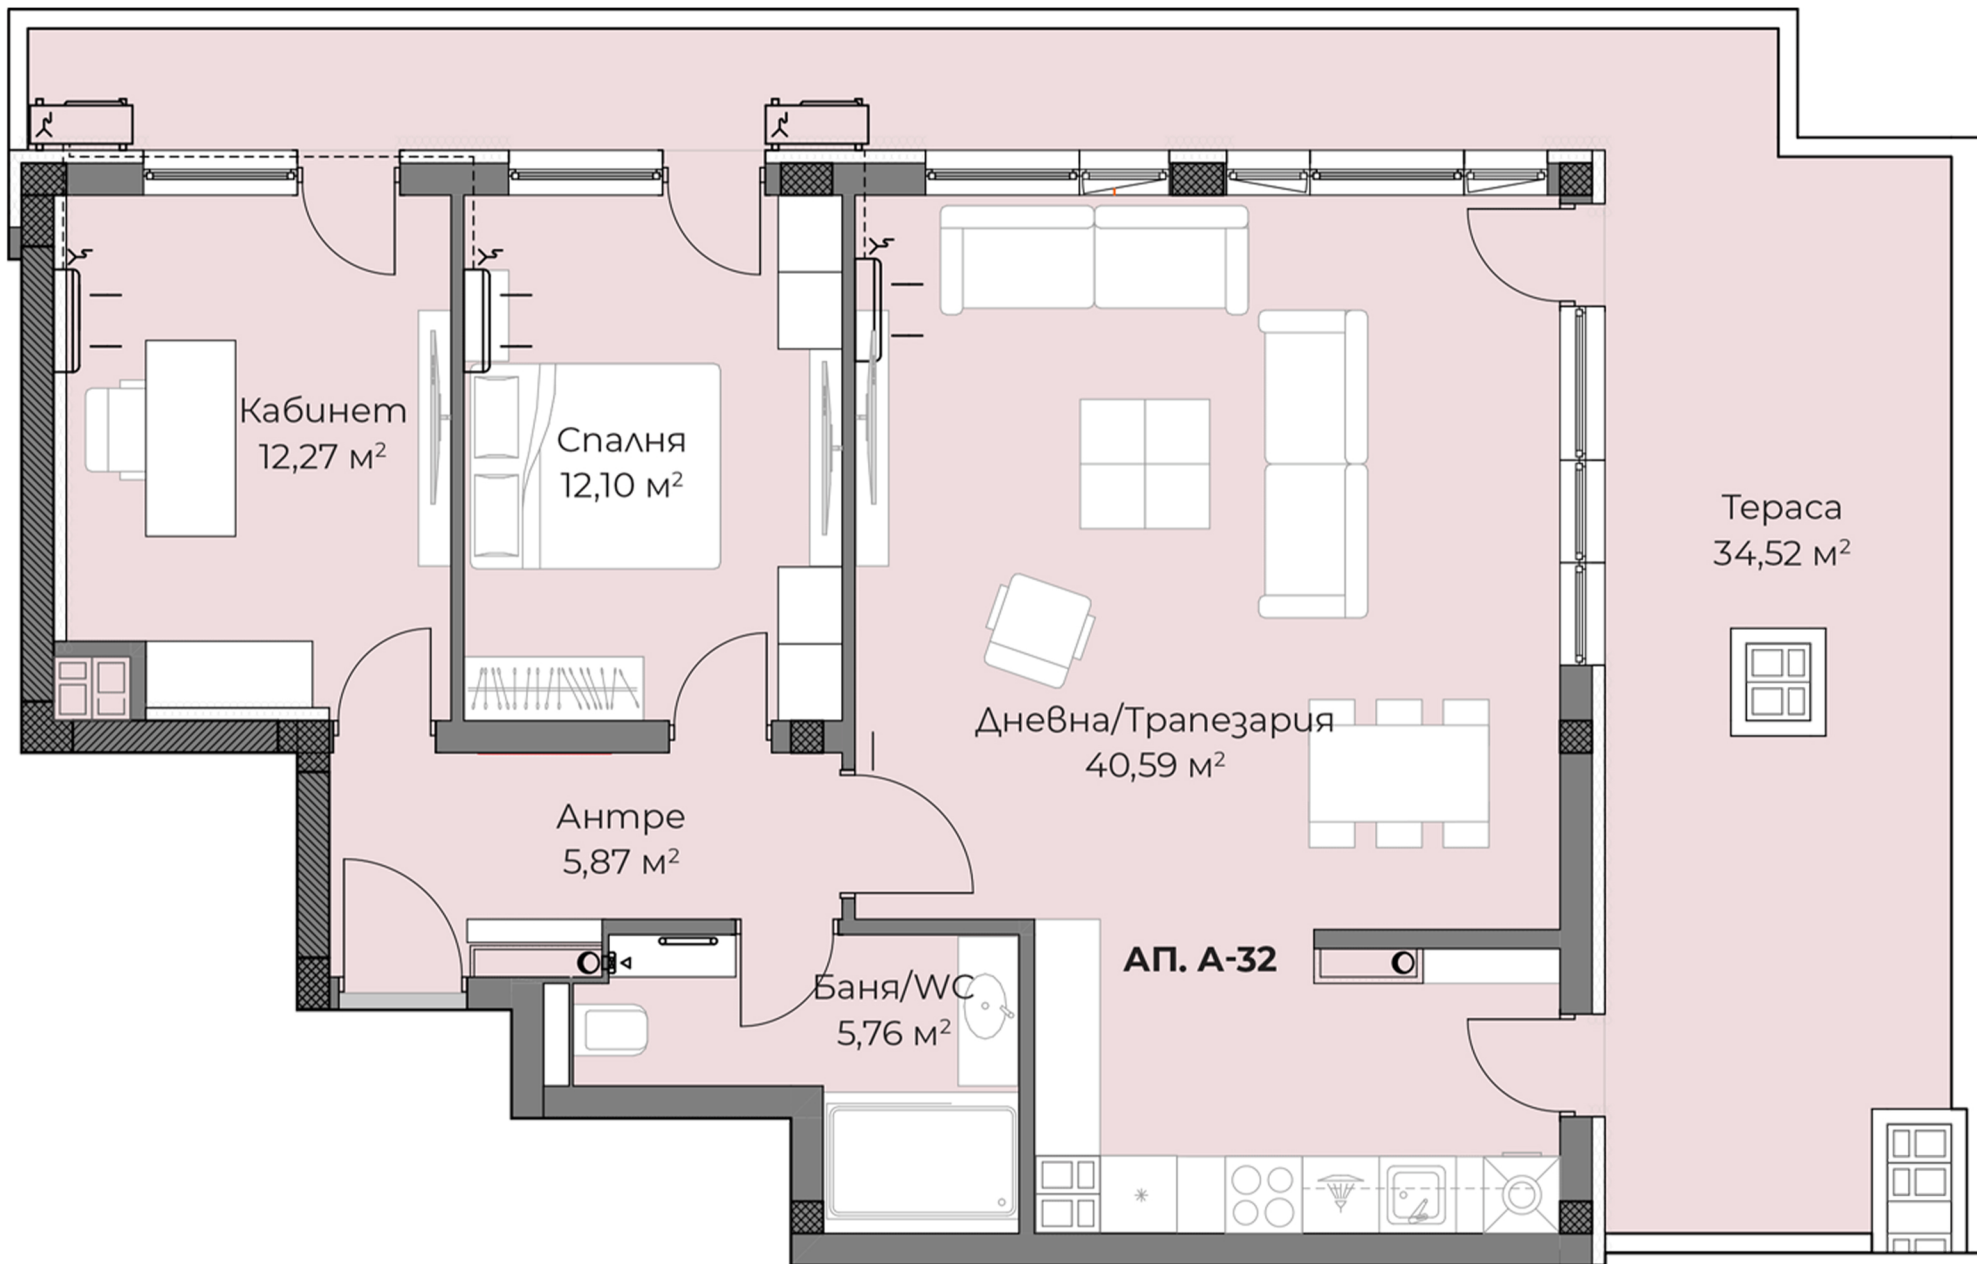 Кабинет
12,27 м²
Спалня
12,10 м²
Тераса
34,52 м²
Дневна/Трапезария
40,59 м²
Антре
5,87 м²
АП. А-32
Баня/WC
5,76 м²